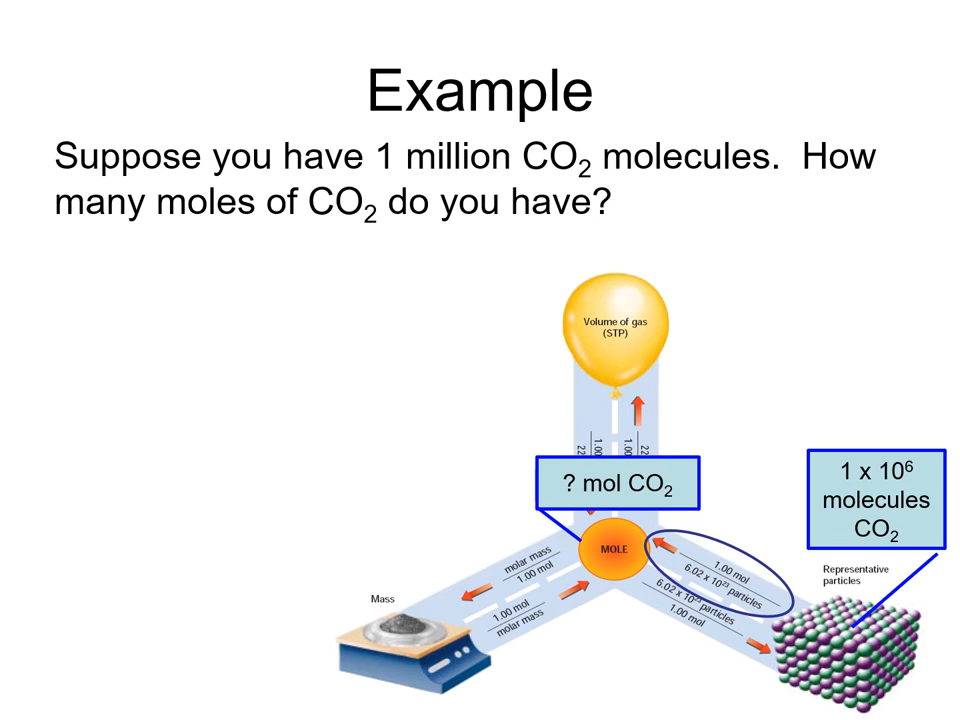 Example
Suppose you have 1 million CO₂ molecules.  How
many moles of CO₂ do you have?
Volume of gas
(STP)
1.00
22
1.00
22
? mol CO₂
1 x 10⁶
molecules
CO₂
MOLE
molar mass
1.00 mol
1.00 mol
6.02 x 10²³ particles
Representative
particles
Mass
1.00 mol
molar mass
6.02 x 10²³ particles
1.00 mol